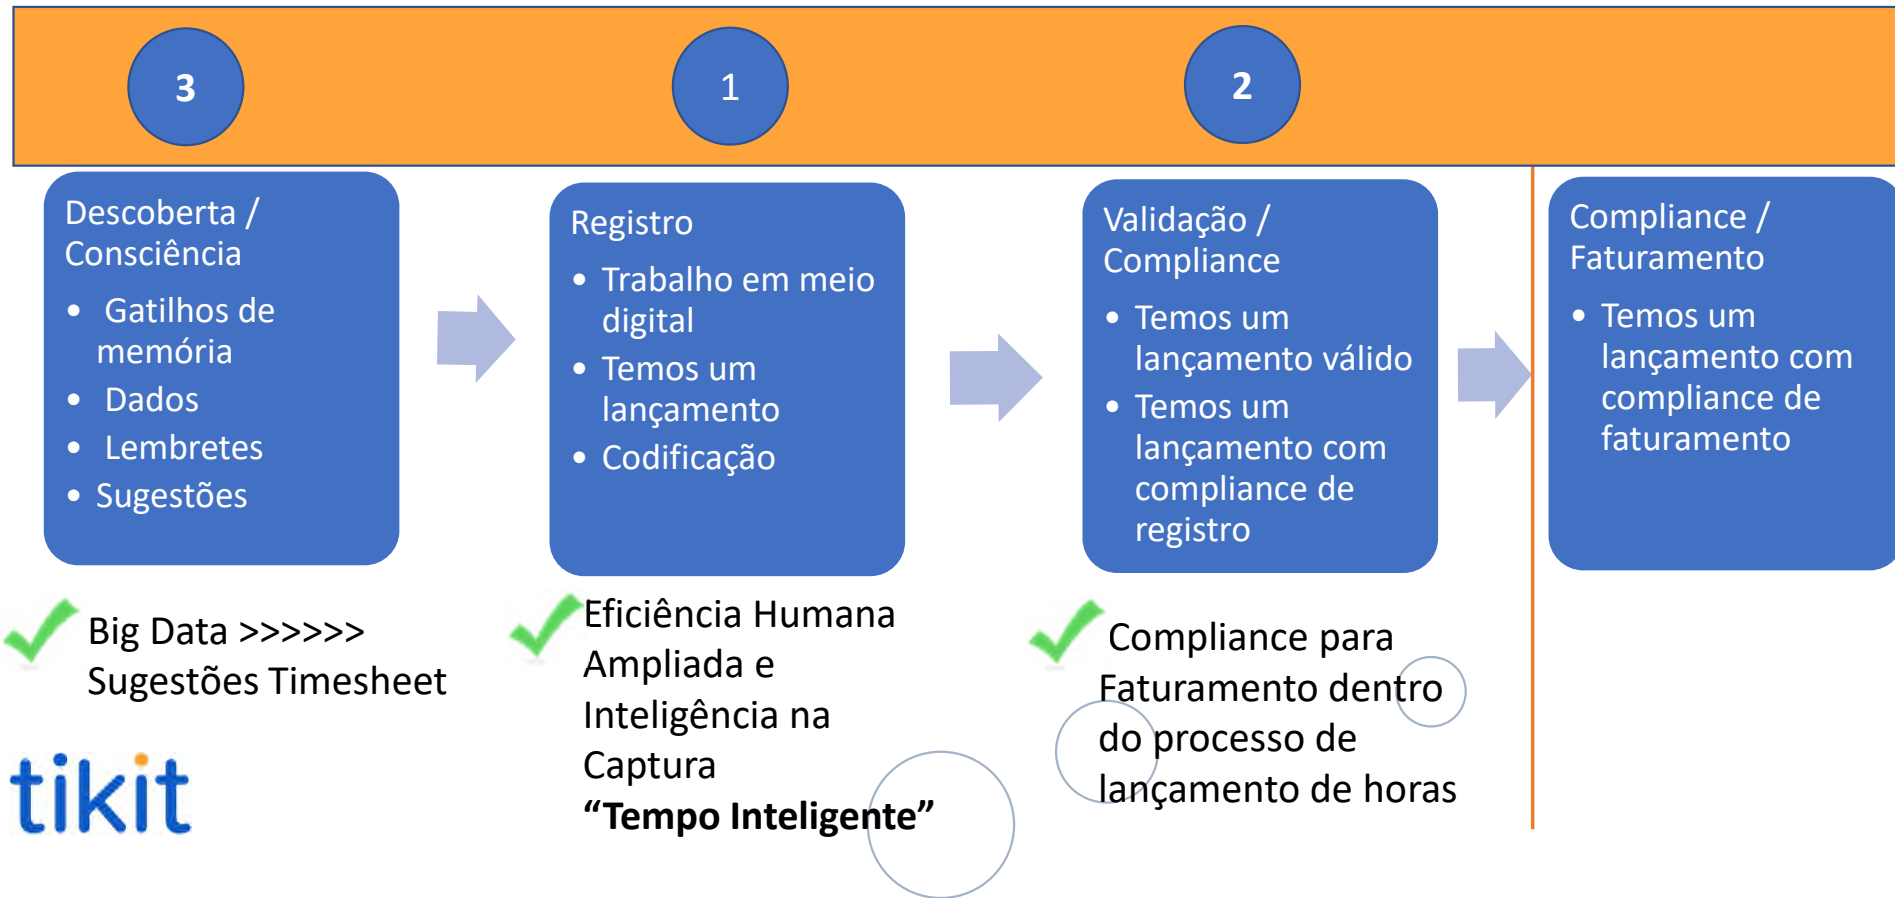 3
1
2
Descoberta /
Consciência
• Gatilhos de
memória
• Dados
• Lembretes
• Sugestões
Registro
• Trabalho em meio
digital
• Temos um
lançamento
• Codificação
Validação /
Compliance
• Temos um
lançamento válido
• Temos um
lançamento com
compliance de
registro
Compliance /
Faturamento
• Temos um
lançamento com
compliance de
faturamento
Big Data >>>>>>
Sugestões Timesheet
Eficiência Humana
Ampliada e
Inteligência na
Captura
“Tempo Inteligente”
Compliance para
Faturamento dentro
do processo de
lançamento de horas
tikit